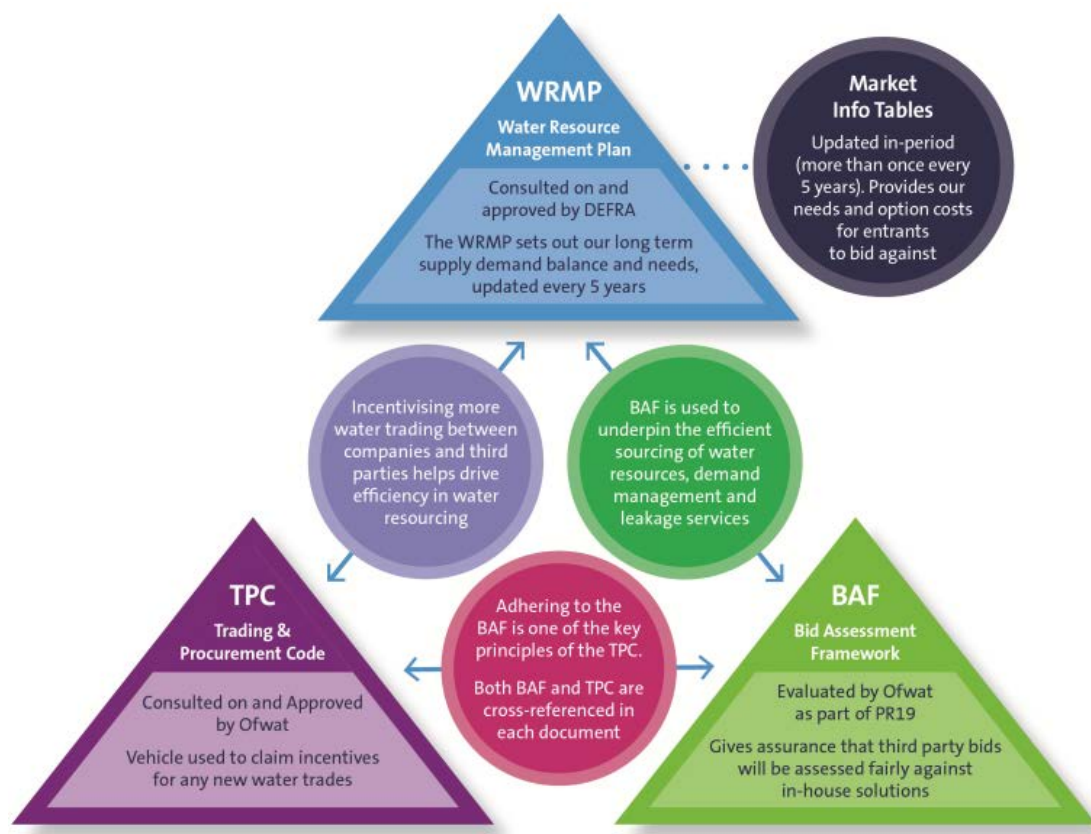 WRMP
Water Resource
Management Plan
Consulted on and
approved by DEFRA
The WRMP sets out our long term
supply demand balance and needs,
updated every 5 years
Market
Info Tables
Updated in-period
(more than once every
5 years). Provides our
needs and option costs
for entrants
to bid against
Incentivising more
water trading between
companies and third
parties helps drive
efficiency in water
resourcing
BAF is used to
underpin the efficient
sourcing of water
resources, demand
management and
leakage services
TPC
Trading &
Procurement Code
Consulted on and Approved
by Ofwat
Vehicle used to claim incentives
for any new water trades
Adhering to the
BAF is one of the key
principles of the TPC.
Both BAF and TPC are
cross-referenced in
each document
BAF
Bid Assessment
Framework
Evaluated by Ofwat
as part of PR19
Gives assurance that third party bids
will be assessed fairly against
in-house solutions